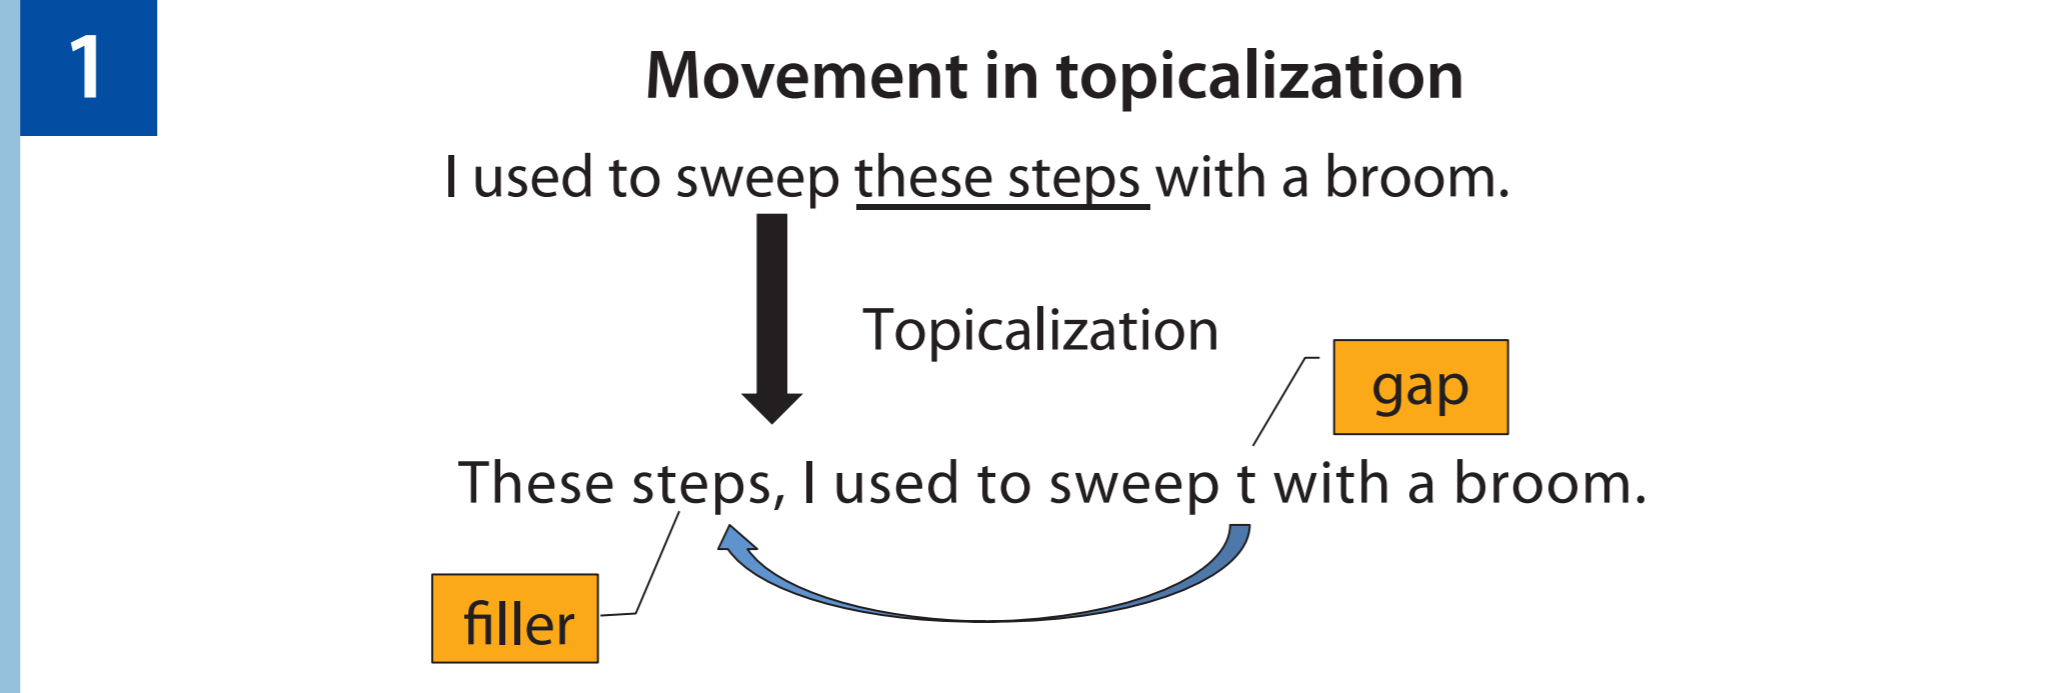 1
Movement in topicalization
I used to sweep these steps with a broom.
Topicalization
gap
These steps, I used to sweep t with a broom.
filler